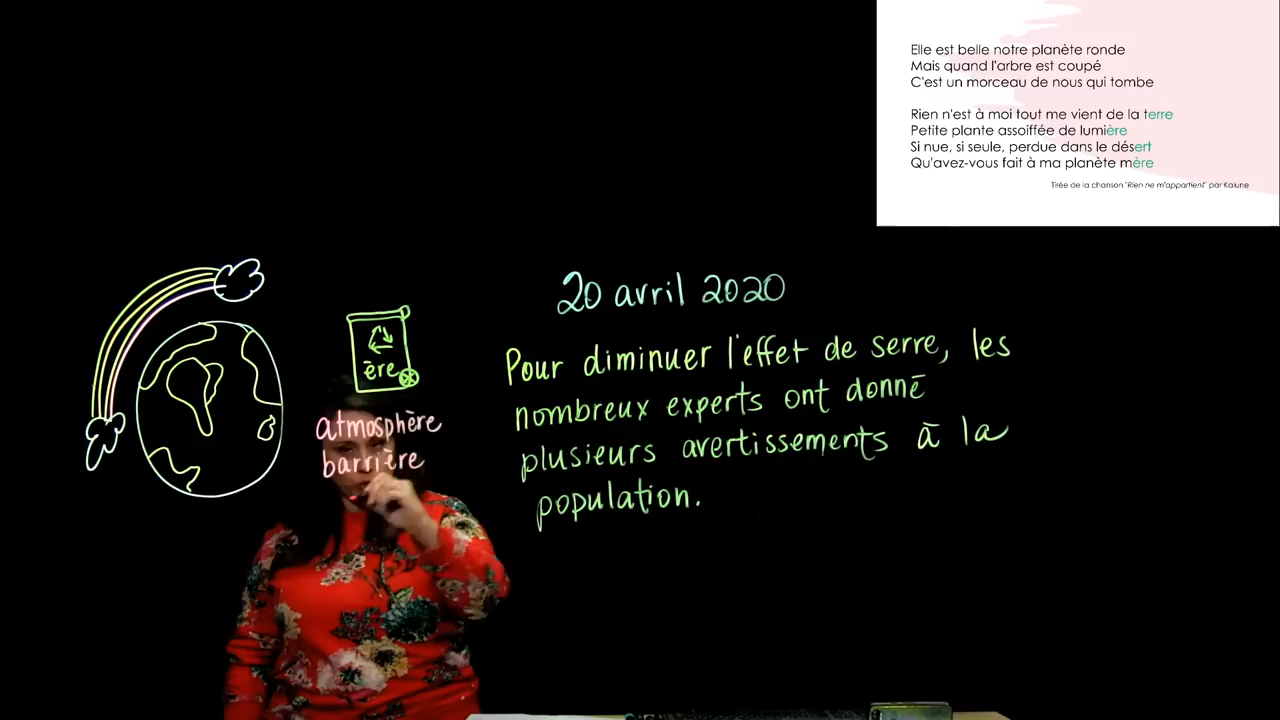 Elle est belle notre planète ronde
Mais quand l'arbre est coupé
C'est un morceau de nous qui tombe
Rien n'est à moi tout me vient de la terre
Petite plante assoiffée de lumière
Si nue, si seule, perdue dans le désert
Qu'avez-vous fait à ma planète mère
Tirée de la chanson "Rien ne m'appartient" par Kalune
20 avril 2020
Pour diminuer l'effet de serre, les
nombreux experts ont donné
plusieurs avertissements à la
population.
ère
atmosphère
barrière